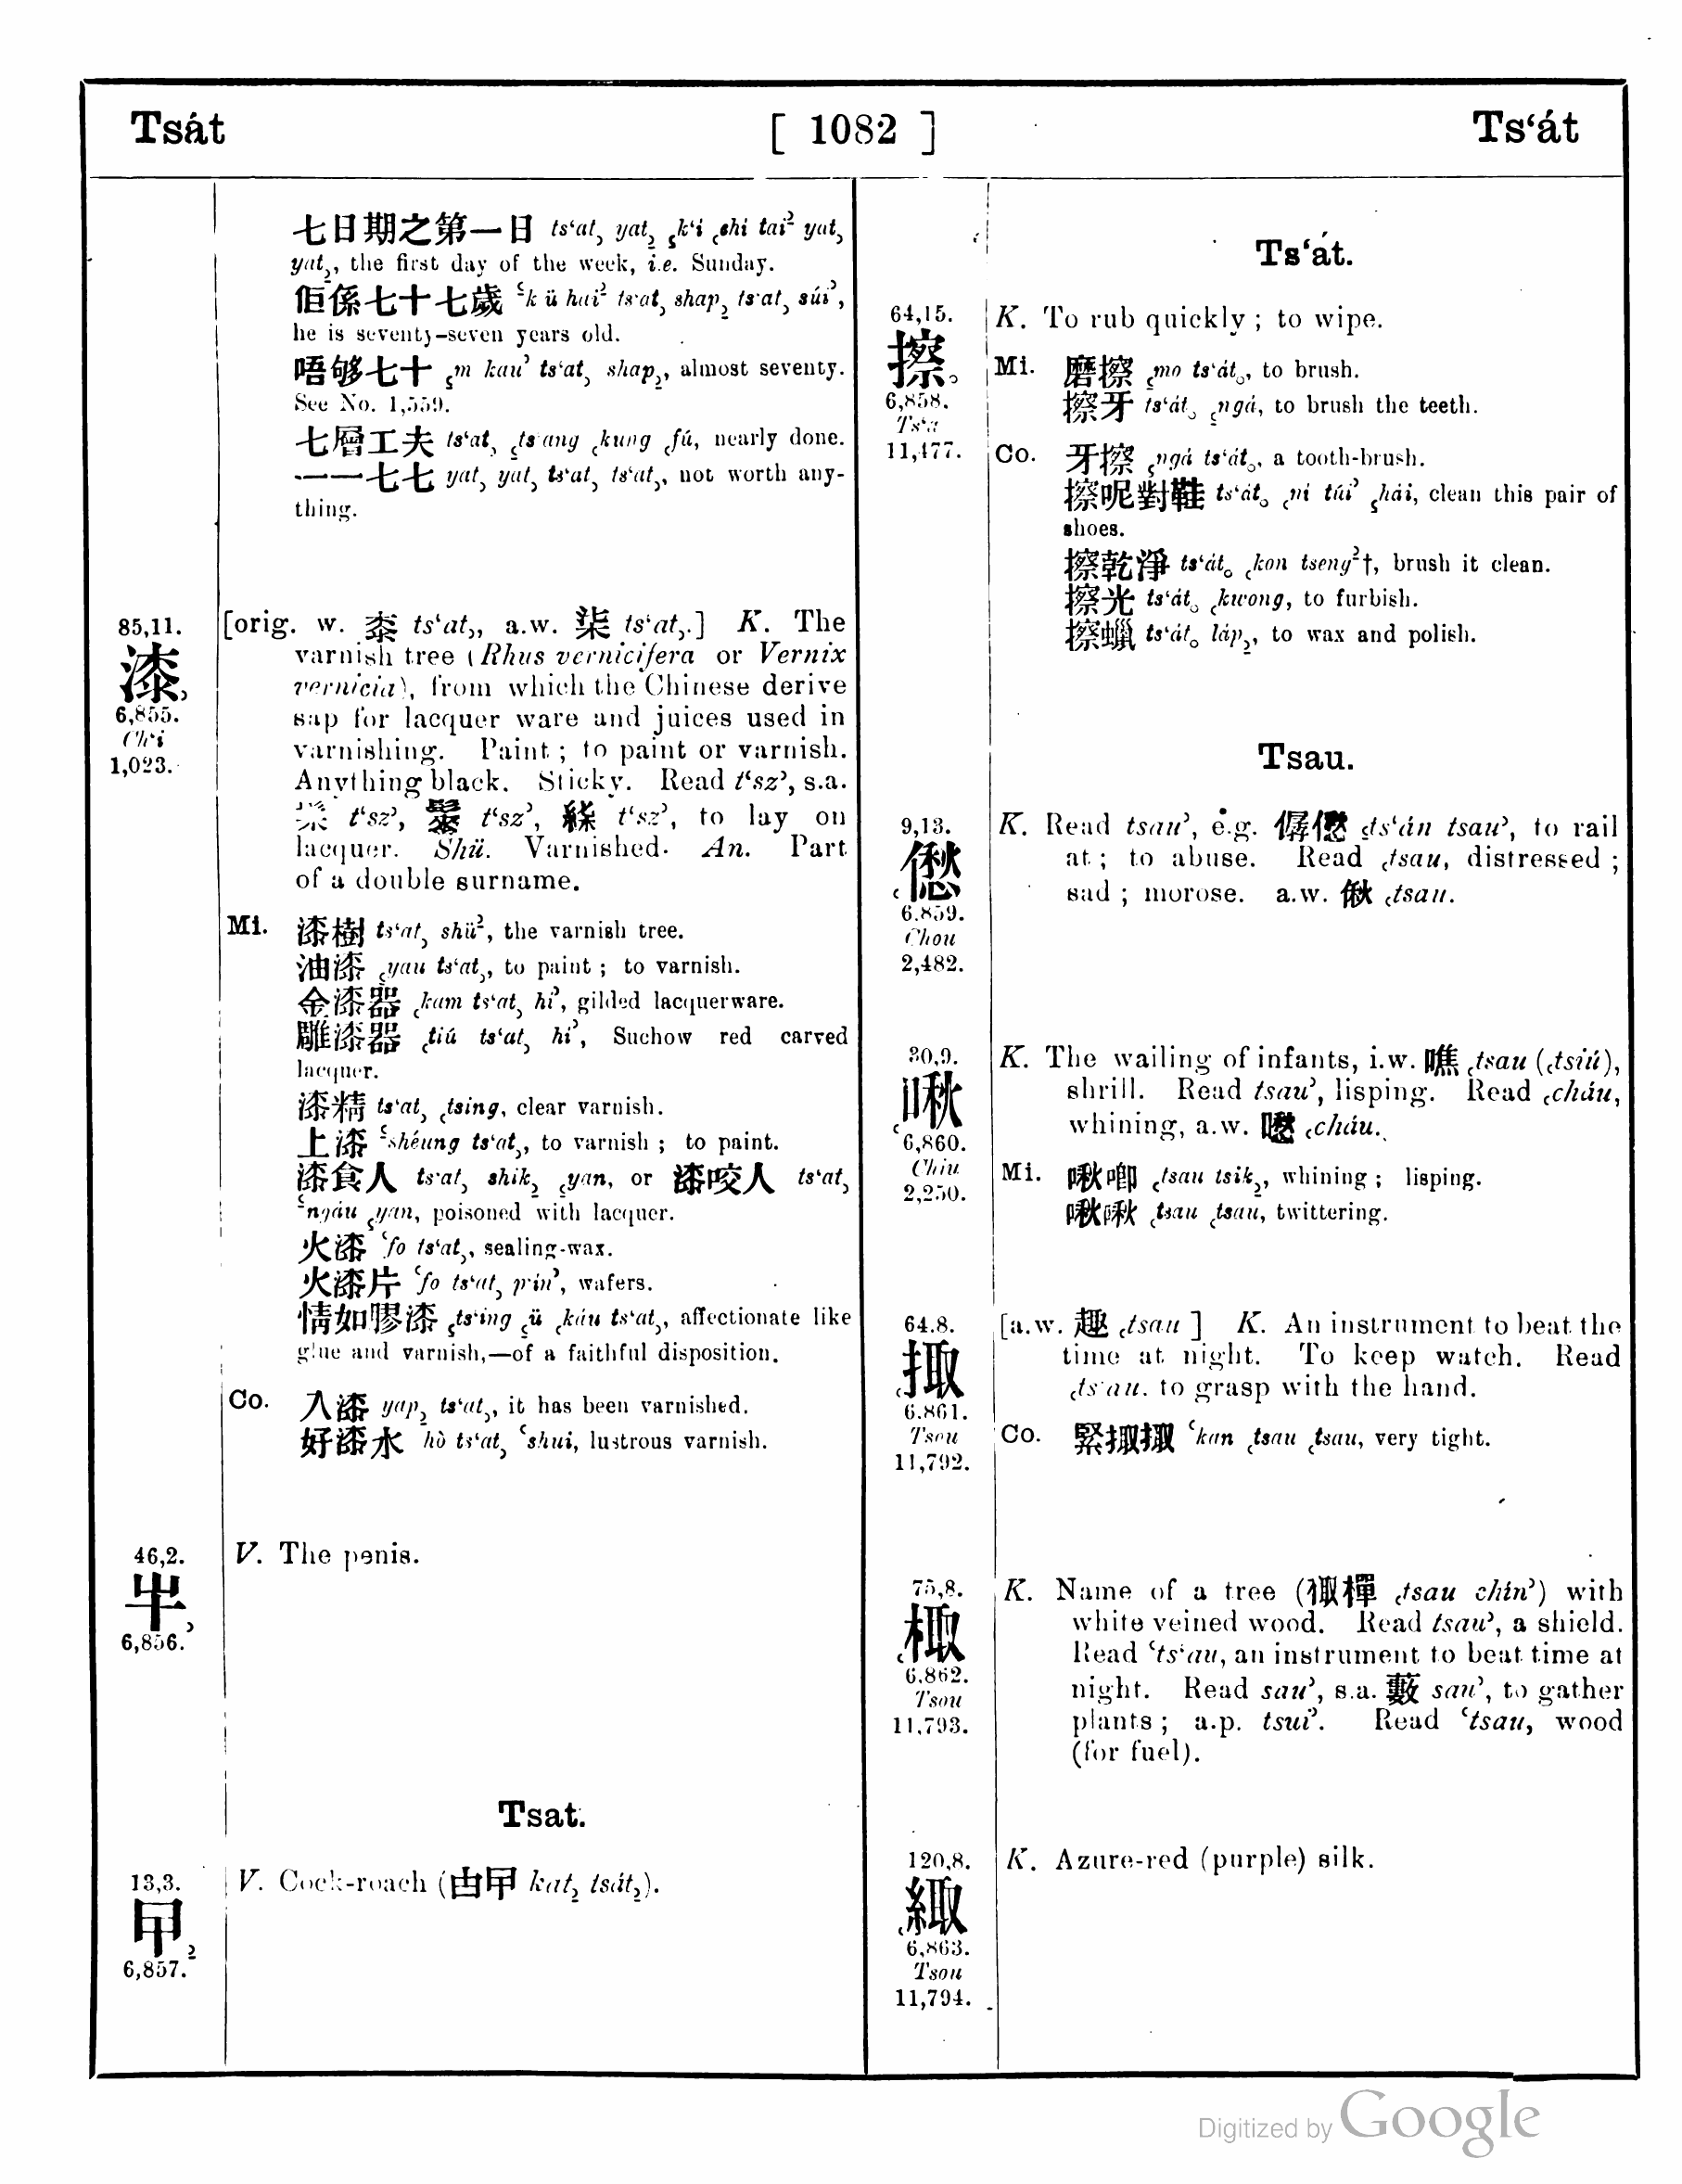 Tsát [ 1082 ] Ts‘át
七日期之第一日 ts‘at, yat, k‘i chi tai² yat,
yat,, the first day of the week, i.e. Sunday.
佢係七十七歲 ‘k ü hai² ts‘at, shap, ts‘at, súi’,
he is seventy-seven years old.
唔够七十 m kau’ ts‘at, shap,, almost seventy.
See No. 1,559.
七層工夫 ts‘at, ts‘ang kung fú, nearly done.
一一七七 yat, yat, ts‘at, ts‘at,, not worth any-
thing.
85,11.
漆
6,855.
Ch‘i
1,023.
[orig. w. 桼 ts‘at,, a.w. 柒 ts‘at,.] K. The
varnish tree (Rhus vernicifera or Vernix
vernicia), from which the Chinese derive
sap for lacquer ware and juices used in
varnishing. Paint; to paint or varnish.
Anything black. Sticky. Read t‘sz’, s.a.
t‘sz’, t‘sz’, t‘sz’, to lay on
lacquer. Shü. Varnished. An. Part
of a double surname.
Mi. 漆樹 ts‘at, shü², the varnish tree.
油漆 yau ts‘at,, to paint; to varnish.
金漆器 kam ts‘at, hi’, gilded lacquerware.
雕漆器 tiú ts‘at, hi’, Suchow red carved
lacquer.
漆精 ts‘at, tsing, clear varnish.
上漆 ‘shéung ts‘at,, to varnish; to paint.
漆食人 ts‘at, shik, yan, or 漆咬人 ts‘at,
‘ngáu yan, poisoned with lacquer.
火漆 ‘fo ts‘at,, sealing-wax.
火漆片 ‘fo ts‘at, p‘in’, wafers.
情如膠漆 ts‘ing ü káu ts‘at,, affectionate like
glue and varnish,—of a faithful disposition.
Co. 入漆 yap, ts‘at,, it has been varnished.
好漆水 ‘hò ts‘at, ‘shui, lustrous varnish.
46,2.
6,856.
V. The penis.
Tsat.
13,3.
曱
6,857.
V. Cock-roach (甴曱 kat, tsát,).
Ts‘át.
64,15.
擦
6,858.
Ts‘a
11,477.
K. To rub quickly; to wipe.
Mi. 磨擦 mo ts‘át,, to brush.
擦牙 ts‘át, ngá, to brush the teeth.
Co. 牙擦 ngá ts‘át,, a tooth-brush.
擦呢對鞋 ts‘át, ni túi’ hái, clean this pair of
shoes.
擦乾淨 ts‘át, kon tseng²†, brush it clean.
擦光 ts‘át, kwong, to furbish.
擦蠟 ts‘át, láp,, to wax and polish.
Tsau.
9,13.
6,859.
Chou
2,482.
K. Read tsau’, e.g. ts‘án tsau’, to rail
at; to abuse. Read tsau, distressed;
sad; morose. a.w. tsau.
30,9.
啾
6,860.
Chiu
2,250.
K. The wailing of infants, i.w. 噍 tsau (tsiú),
shrill. Read tsau’, lisping. Read cháu,
whining, a.w. cháu.
Mi. 啾唧 tsau tsik,, whining; lisping.
啾啾 tsau tsau, twittering.
64.8.
掫
6,861.
Tsou
11,792.
[a.w. 趣 tsau ] K. An instrument to beat the
time at night. To keep watch. Read
ts‘au. to grasp with the hand.
Co. 緊掫掫 ‘kan tsau tsau, very tight.
75,8.
棷
6,862.
Tsou
11,793.
K. Name of a tree (棷樿 tsau chín’) with
white veined wood. Read tsau’, a shield.
Read ‘ts‘au, an instrument to beat time at
night. Read sau’, s.a. 藪 sau’, to gather
plants; a.p. tsui’. Read ‘tsau, wood
(for fuel).
120,8.
緅
6,863.
Tsou
11,794.
K. Azure-red (purple) silk.
Digitized by Google